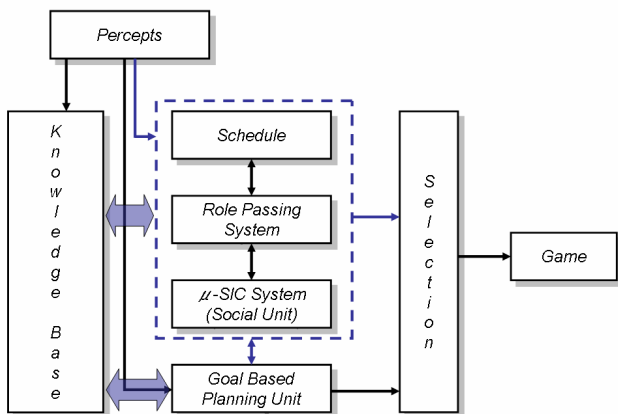 Percepts
Knowledge Base
Schedule
Role Passing
System
μ-SIC System
(Social Unit)
Goal Based
Planning Unit
Selection
Game